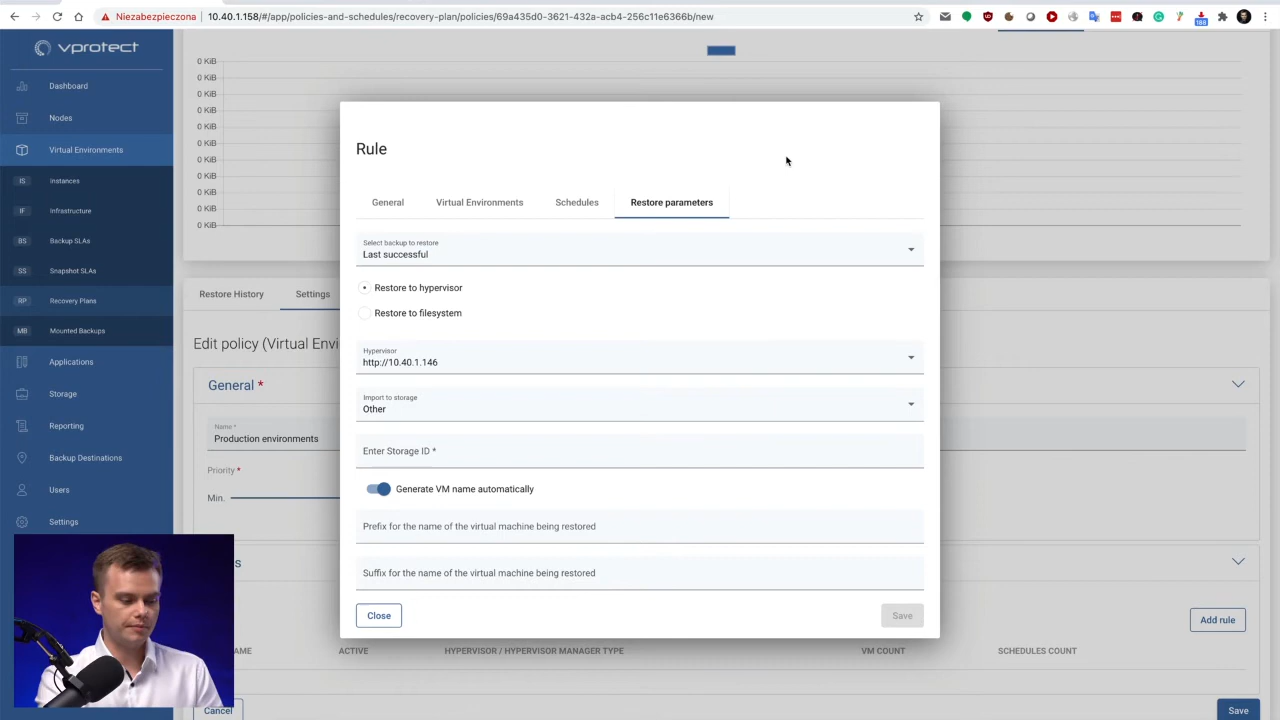 Niezabezpieczona
10.40.1.158/#/app/policies-and-schedules/recovery-plan/policies/69a435d0-3621-432a-acb4-256c11e6366b/new
188
vprotect
Dashboard
Nodes
Virtual Environments
IS Instances
IF Infrastructure
BS Backup SLAs
SS Snapshot SLAs
RP Recovery Plans
MB Mounted Backups
Applications
Storage
Reporting
Backup Destinations
Users
Settings
0 KiB
0 KiB
0 KiB
0 KiB
0 KiB
0 KiB
0 KiB
0 KiB
0 KiB
0 KiB
0 KiB
Restore History
Settings
Edit policy (Virtual Envi
General *
Name *
Production environments
Priority *
Min.
s
Add rule
AME
ACTIVE
HYPERVISOR / HYPERVISOR MANAGER TYPE
VM COUNT
SCHEDULES COUNT
Cancel
Save
Rule
General
Virtual Environments
Schedules
Restore parameters
Select backup to restore
Last successful
Restore to hypervisor
Restore to filesystem
Hypervisor
http://10.40.1.146
Import to storage
Other
Enter Storage ID *
Generate VM name automatically
Prefix for the name of the virtual machine being restored
Suffix for the name of the virtual machine being restored
Close
Save